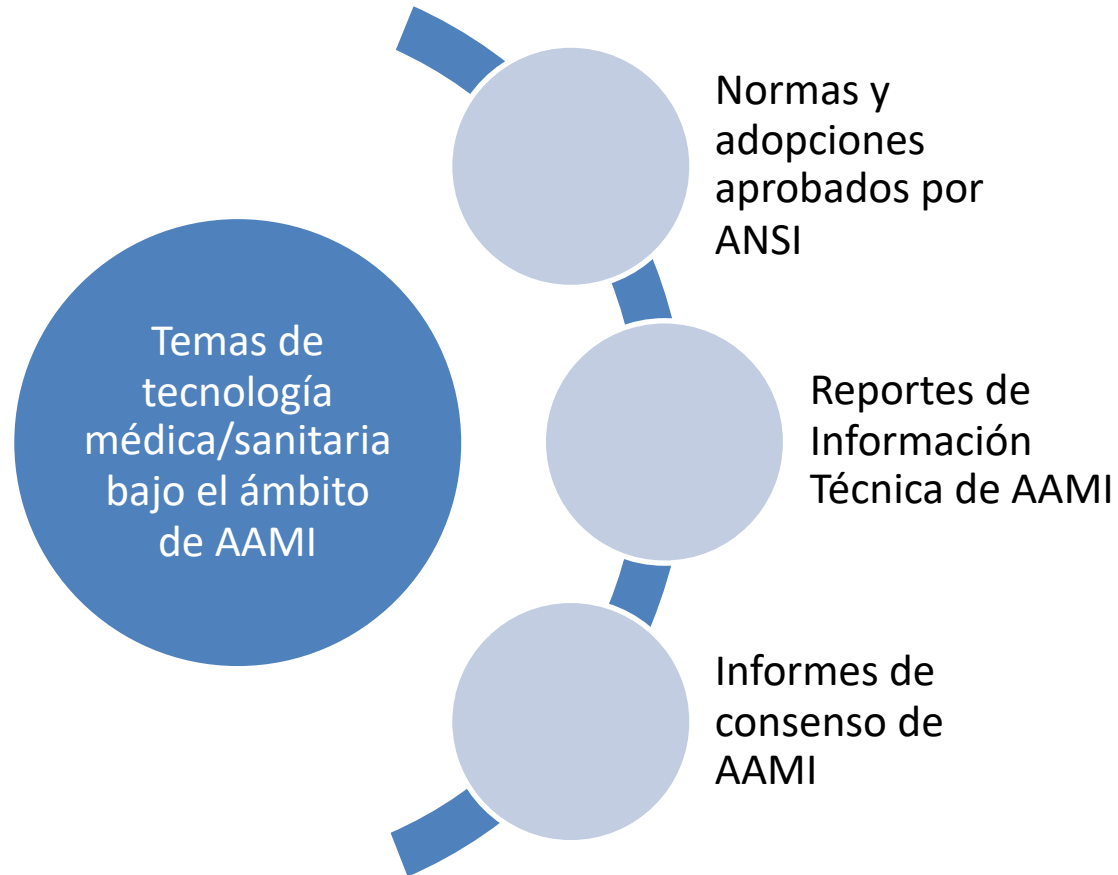 Temas de
tecnología
médica/sanitaria
bajo el ámbito
de AAMI
Normas y
adopciones
aprobados por
ANSI
Reportes de
Información
Técnica de AAMI
Informes de
consenso de
AAMI